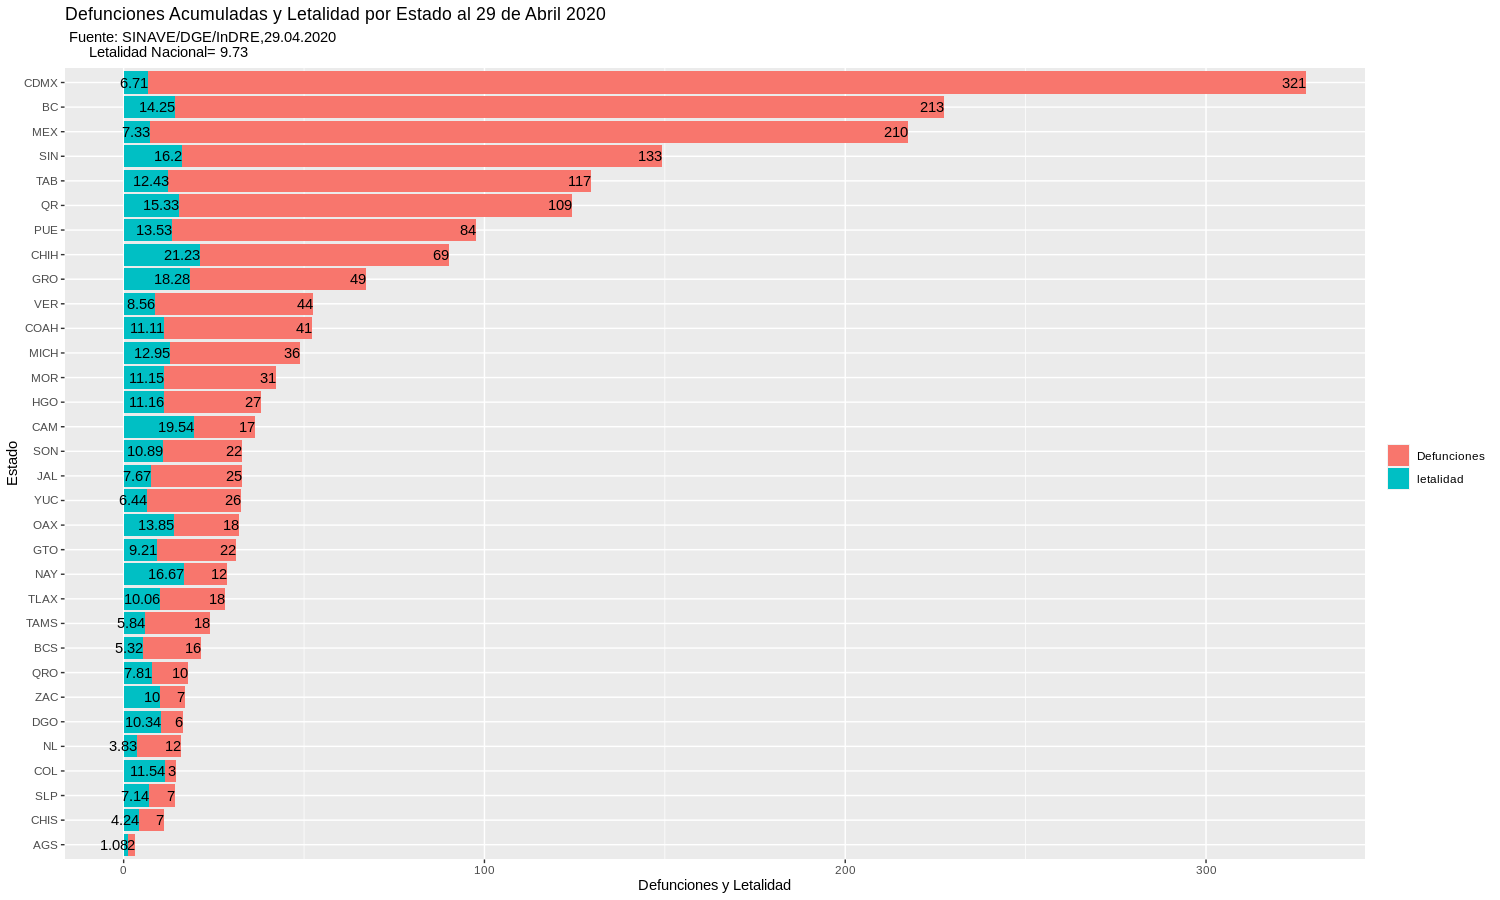 Defunciones Acumuladas y Letalidad por Estado al 29 de Abril 2020
Fuente: SINAVE/DGE/InDRE,29.04.2020
Letalidad Nacional= 9.73
CDMX 6.71 321
BC 14.25 213
MEX 7.33 210
SIN 16.2 133
TAB 12.43 117
QR 15.33 109
PUE 13.53 84
CHIH 21.23 69
GRO 18.28 49
VER 8.56 44
COAH 11.11 41
MICH 12.95 36
MOR 11.15 31
HGO 11.16 27
CAM 19.54 17
SON 10.89 22
JAL 7.67 25
YUC 6.44 26
OAX 13.85 18
GTO 9.21 22
NAY 16.67 12
TLAX 10.06 18
TAMS 5.84 18
BCS 5.32 16
QRO 7.81 10
ZAC 10 7
DGO 10.34 6
NL 3.83 12
COL 11.54 3
SLP 7.14 7
CHIS 4.24 7
AGS 1.08 2
0 100 200 300
Defunciones y Letalidad
Estado
Defunciones
letalidad